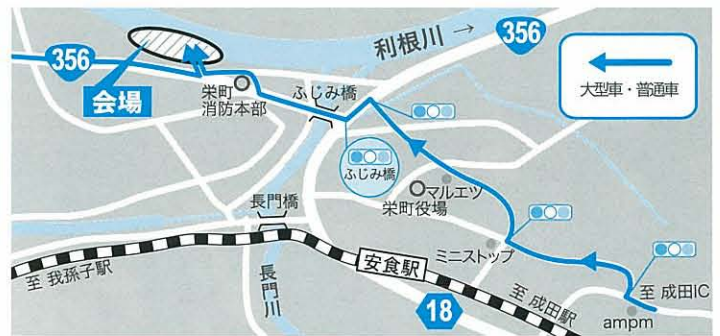 利根川 →
356
356
大型車・普通車
会場
栄町
消防本部
ふじみ橋
ふじみ橋
マルエツ
栄町役場
長門橋
ミニストップ
安食駅
至 我孫子駅
長門川
18
至 成田駅
至 成田IC
ampm